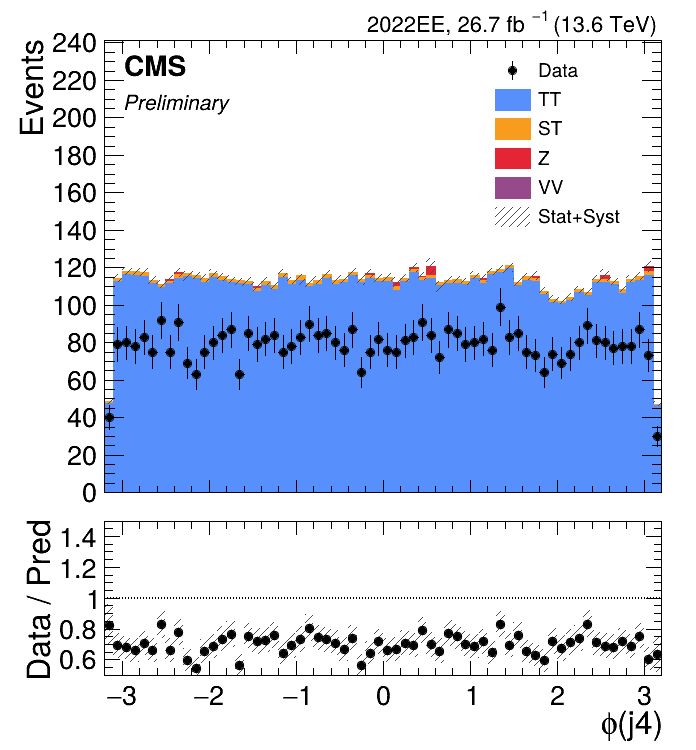 2022EE, 26.7 fb⁻¹ (13.6 TeV)
CMS
Preliminary
Data
TT
ST
Z
VV
Stat+Syst
Events
240
220
200
180
160
140
120
100
80
60
40
20
0
Data / Pred
1.4
1.2
1
0.8
0.6
−3 −2 −1 0 1 2 3
ϕ(j4)